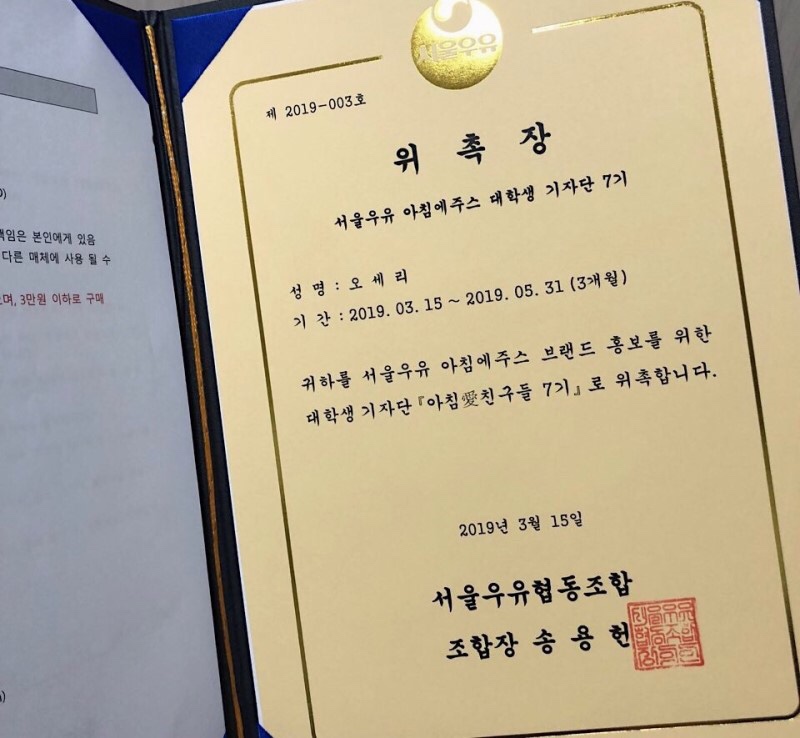 책임은 본인에게 있음
다른 매체에 사용 될 수
며, 3만원 이하로 구매
서울우유
제 2019-003호
위 촉 장
서울우유 아침에주스 대학생 기자단 7기
성 명 : 오 세 리
기 간 : 2019. 03. 15 ~ 2019. 05. 31 (3개월)
귀하를 서울우유 아침에주스 브랜드 홍보를 위한
대학생 기자단『아침愛친구들 7기』로 위촉합니다.
2019년 3월 15일
서울우유협동조합
조합장 송 용 헌